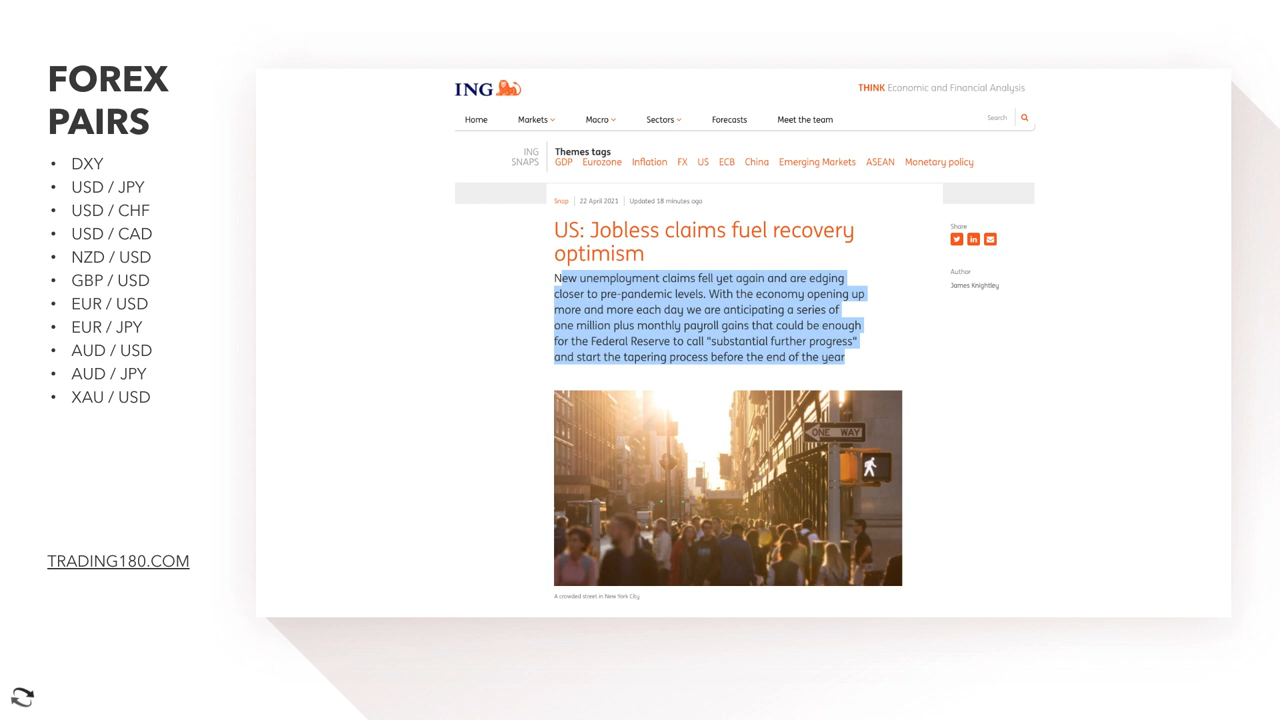 FOREX
PAIRS
• DXY
• USD / JPY
• USD / CHF
• USD / CAD
• NZD / USD
• GBP / USD
• EUR / USD
• EUR / JPY
• AUD / USD
• AUD / JPY
• XAU / USD
TRADING180.COM
ING
THINK Economic and Financial Analysis
Home Markets Macro Sectors Forecasts Meet the team Search
ING
SNAPS
Themes tags
GDP Eurozone Inflation FX US ECB China Emerging Markets ASEAN Monetary policy
Snap | 22 April 2021 | Updated 18 minutes ago
US: Jobless claims fuel recovery
optimism
New unemployment claims fell yet again and are edging
closer to pre-pandemic levels. With the economy opening up
more and more each day we are anticipating a series of
one million plus monthly payroll gains that could be enough
for the Federal Reserve to call "substantial further progress"
and start the tapering process before the end of the year
Share
Author
James Knightley
ONE WAY
A crowded street in New York City